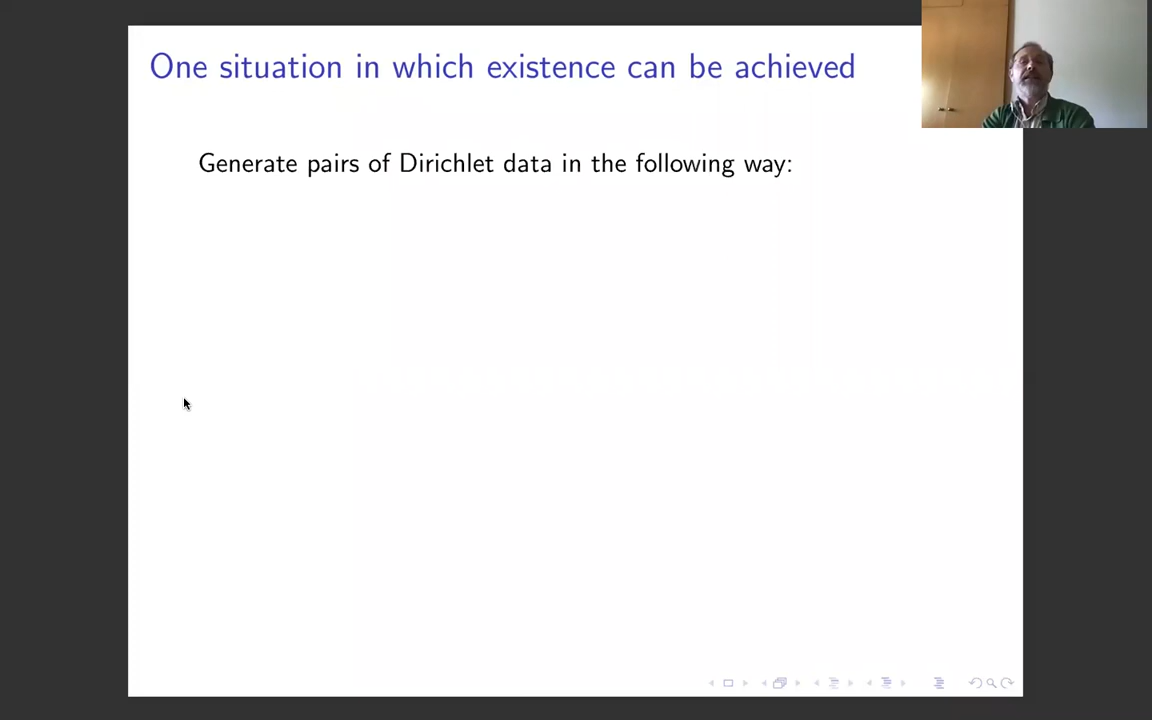 One situation in which existence can be achieved
Generate pairs of Dirichlet data in the following way: